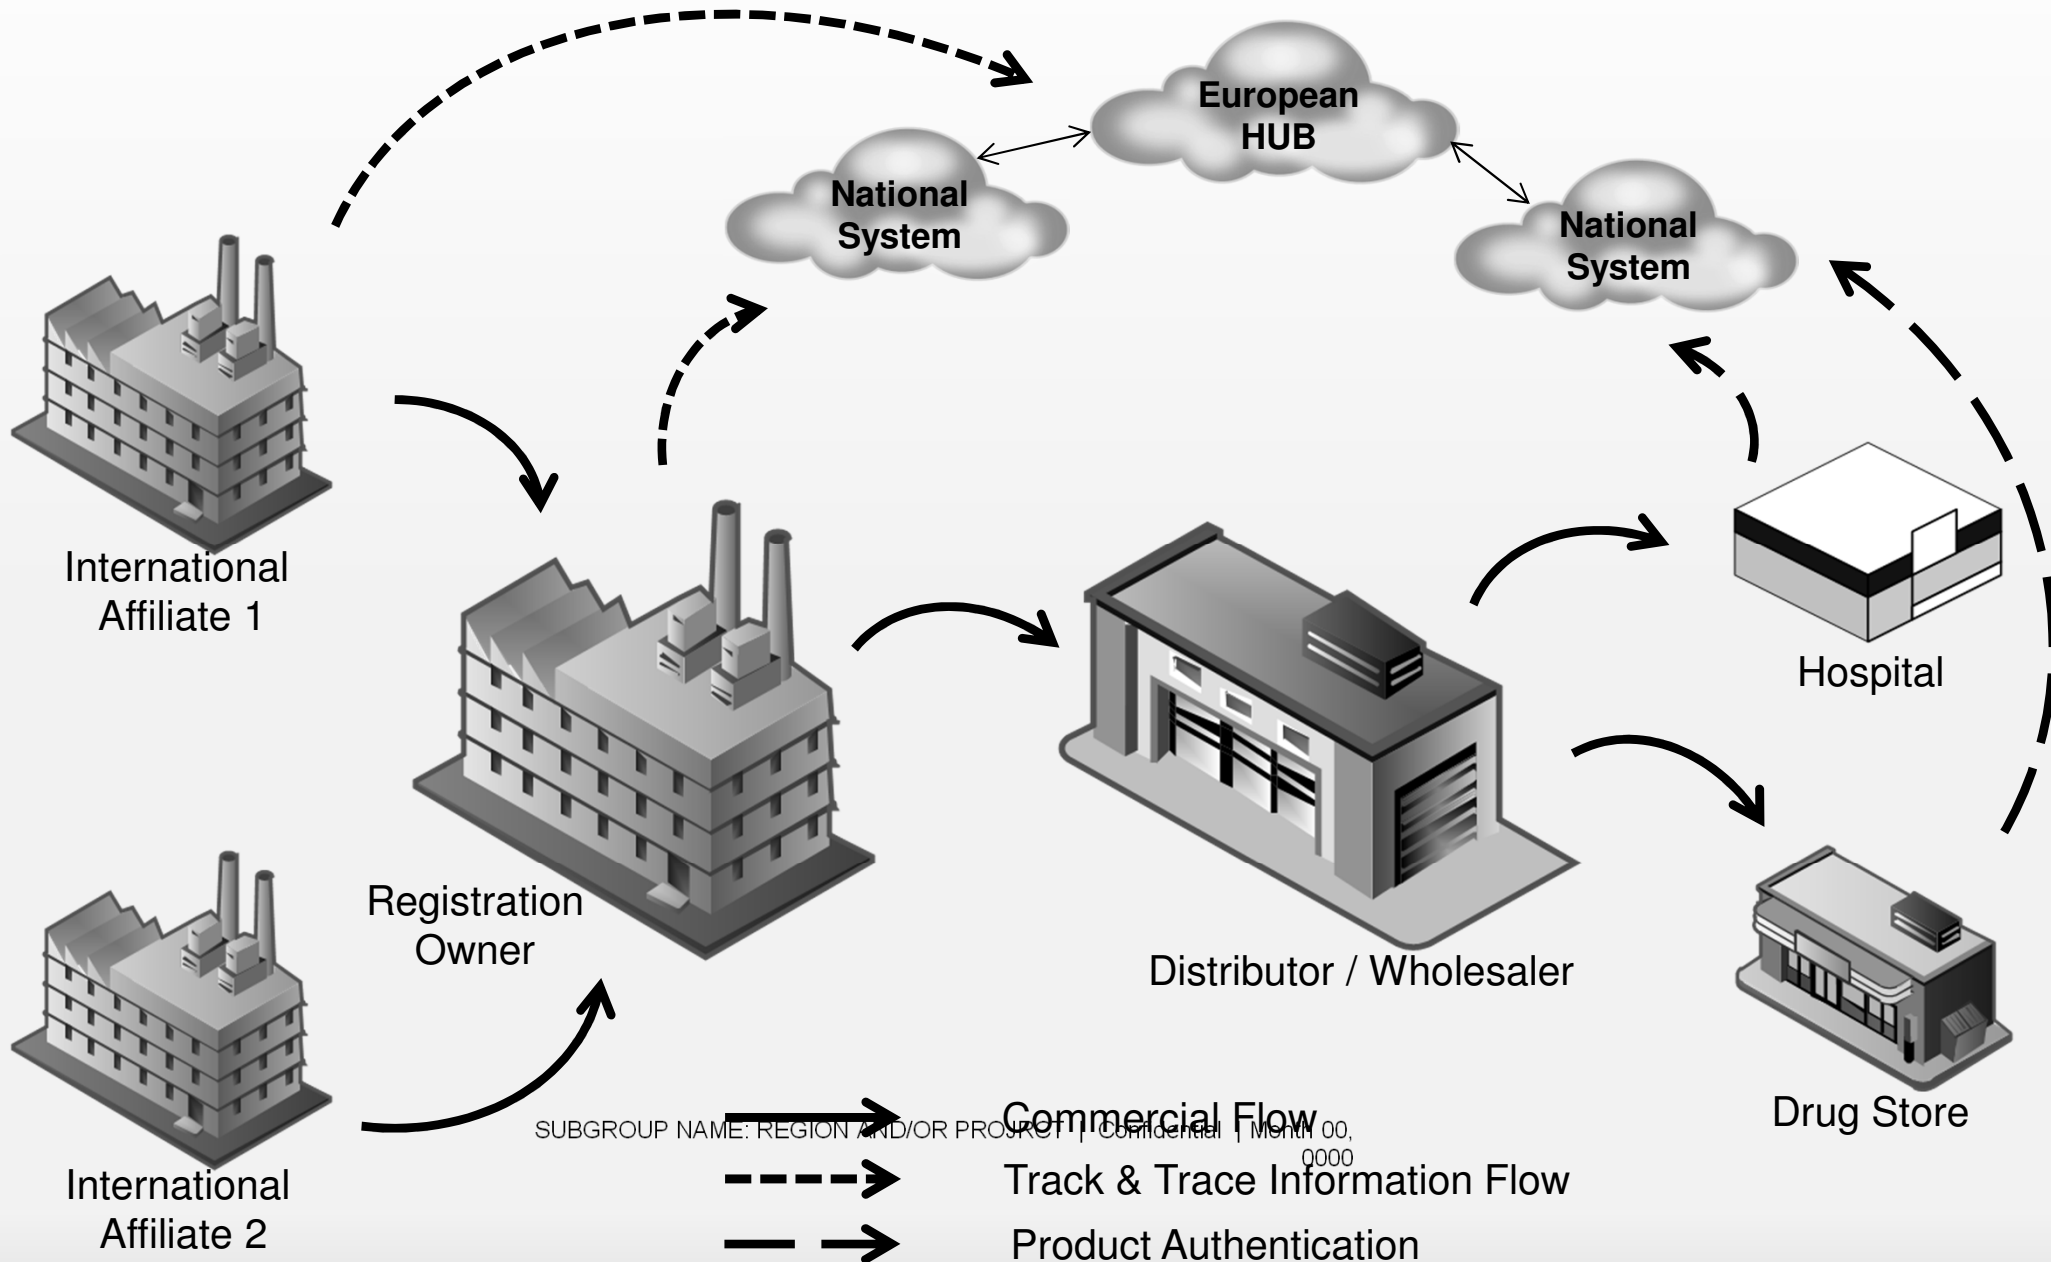 European
HUB
National
System
National
System
International
Affiliate 1
Hospital
Registration
Owner
Distributor / Wholesaler
Drug Store
International
Affiliate 2
Commercial Flow
SUBGROUP NAME: REGION AND/OR PROJRCT | Confidential | Month 00,
0000
Track & Trace Information Flow
Product Authentication